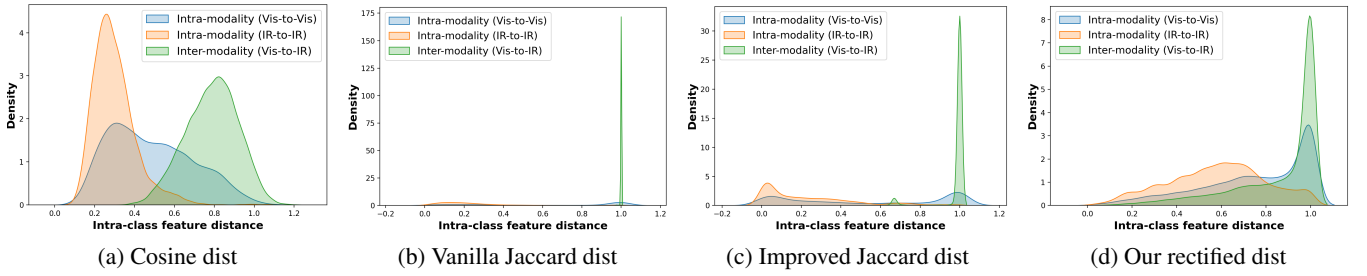 Density
4
3
2
1
0
0.0 0.2 0.4 0.6 0.8 1.0 1.2
Intra-class feature distance
Intra-modality (Vis-to-Vis)
Intra-modality (IR-to-IR)
Inter-modality (Vis-to-IR)
(a) Cosine dist
Density
175
150
125
100
75
50
25
0
−0.2 0.0 0.2 0.4 0.6 0.8 1.0 1.2
Intra-class feature distance
Intra-modality (Vis-to-Vis)
Intra-modality (IR-to-IR)
Inter-modality (Vis-to-IR)
(b) Vanilla Jaccard dist
Density
30
25
20
15
10
5
0
−0.2 0.0 0.2 0.4 0.6 0.8 1.0 1.2
Intra-class feature distance
Intra-modality (Vis-to-Vis)
Intra-modality (IR-to-IR)
Inter-modality (Vis-to-IR)
(c) Improved Jaccard dist
Density
8
7
6
5
4
3
2
1
0
0.0 0.2 0.4 0.6 0.8 1.0
Intra-class feature distance
Intra-modality (Vis-to-Vis)
Intra-modality (IR-to-IR)
Inter-modality (Vis-to-IR)
(d) Our rectified dist